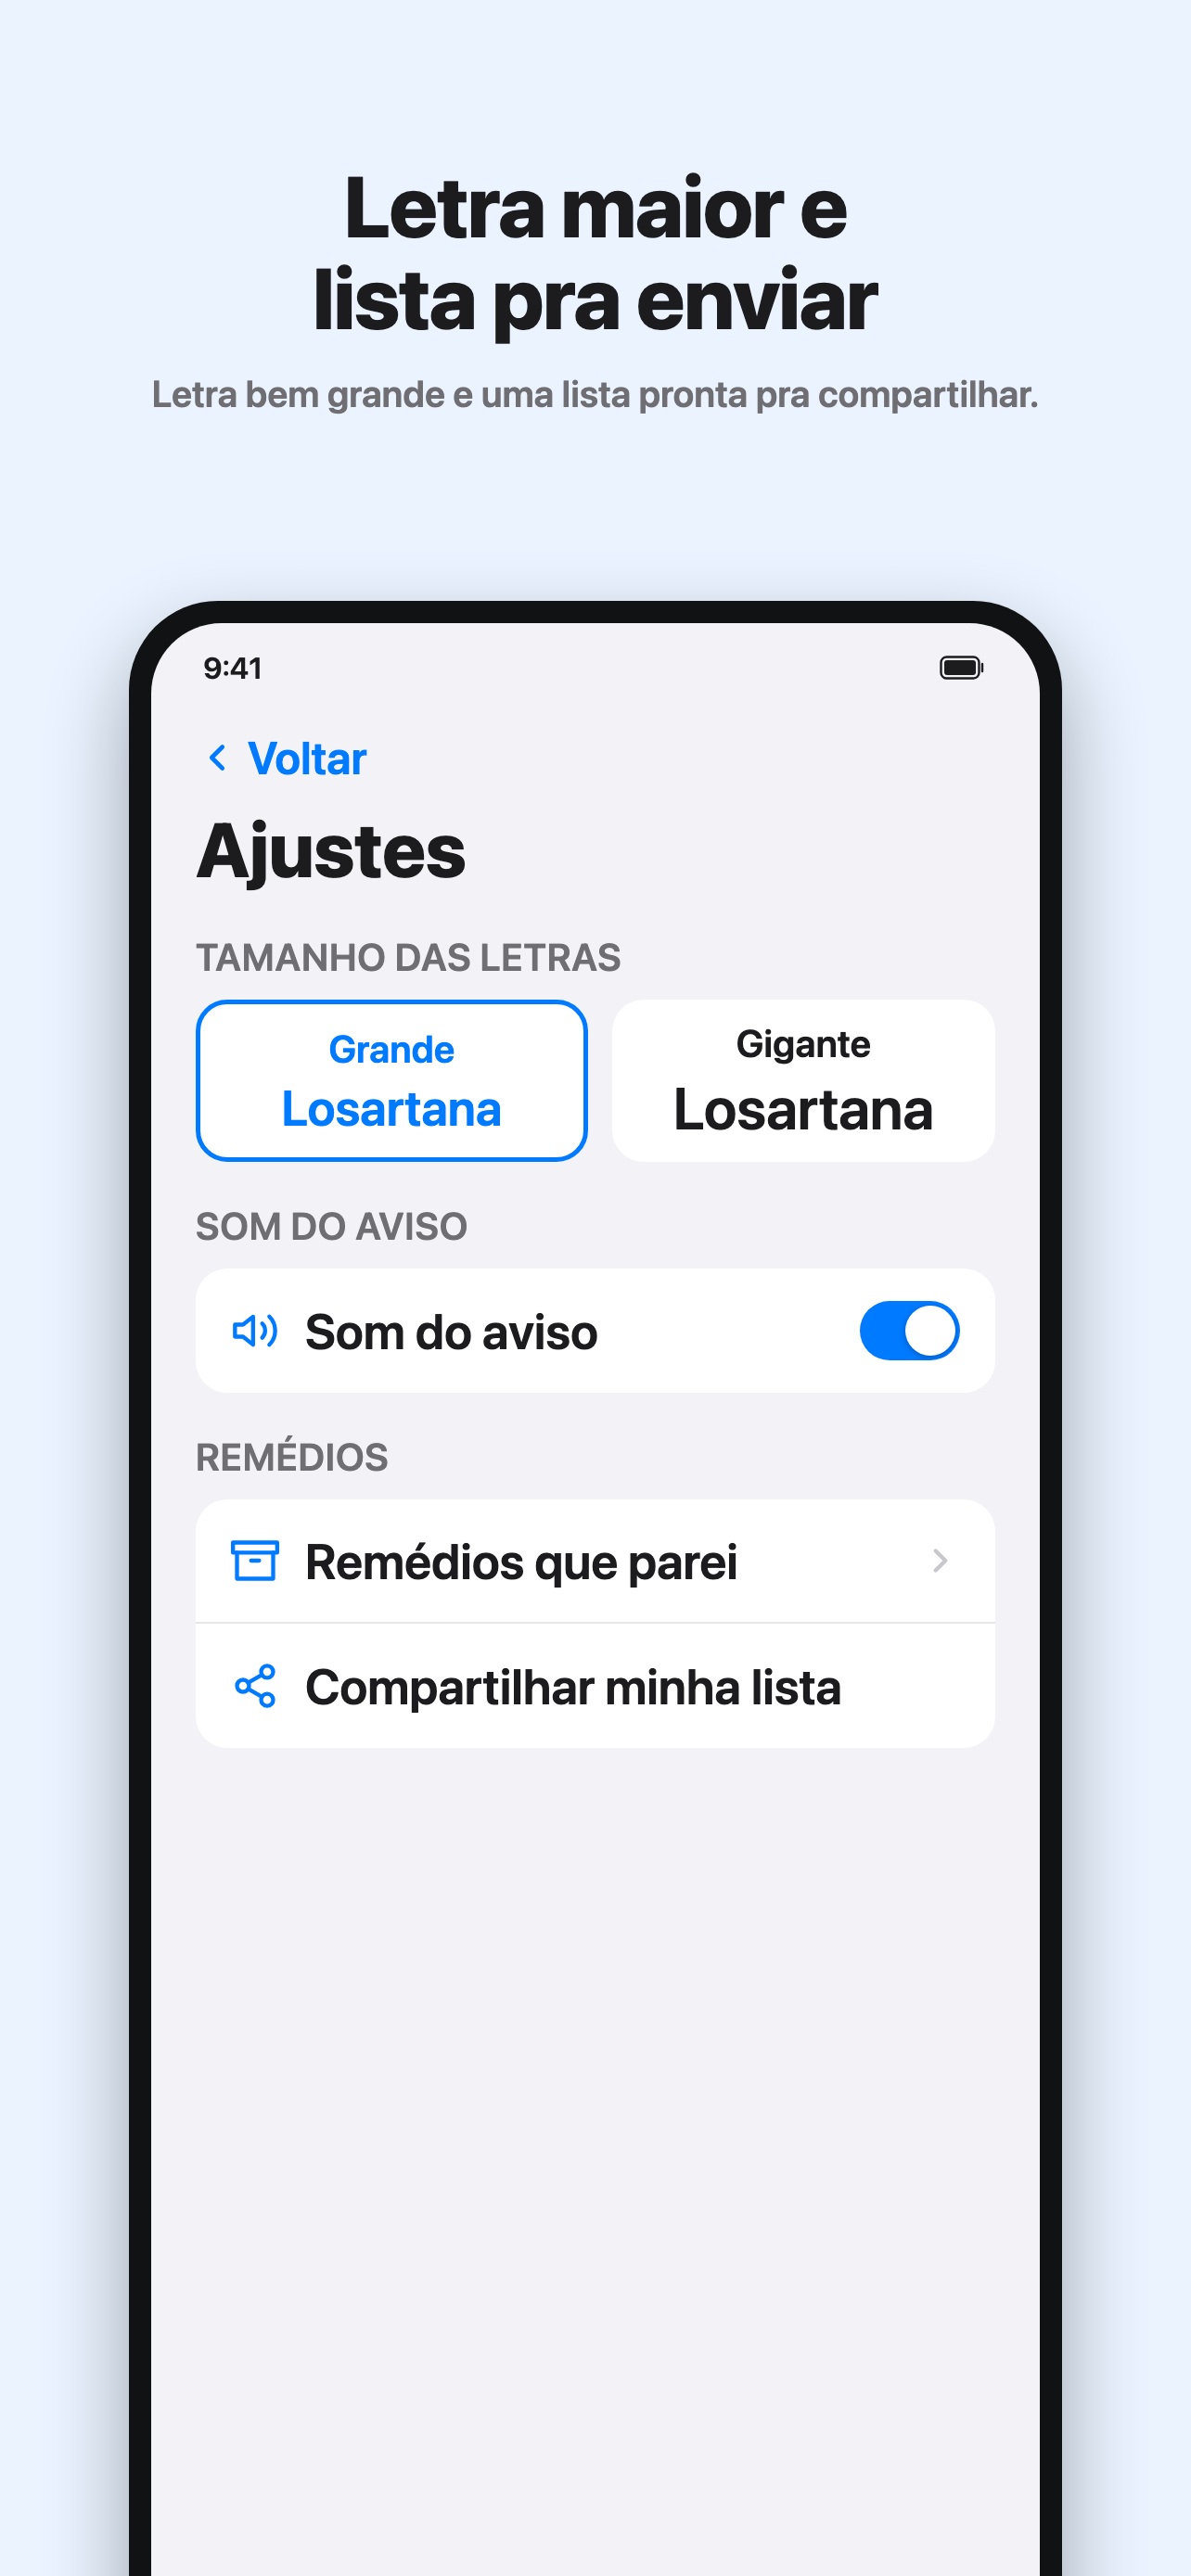 Letra maior e
lista pra enviar
Letra bem grande e uma lista pronta pra compartilhar.
9:41
Voltar
Ajustes
TAMANHO DAS LETRAS
Grande
Losartana
Gigante
Losartana
SOM DO AVISO
Som do aviso
REMÉDIOS
Remédios que parei
Compartilhar minha lista